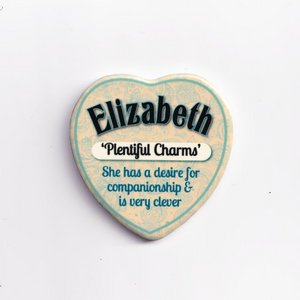 Elizabeth
'Plentiful Charms'
She has a desire for
companionship &
is very clever